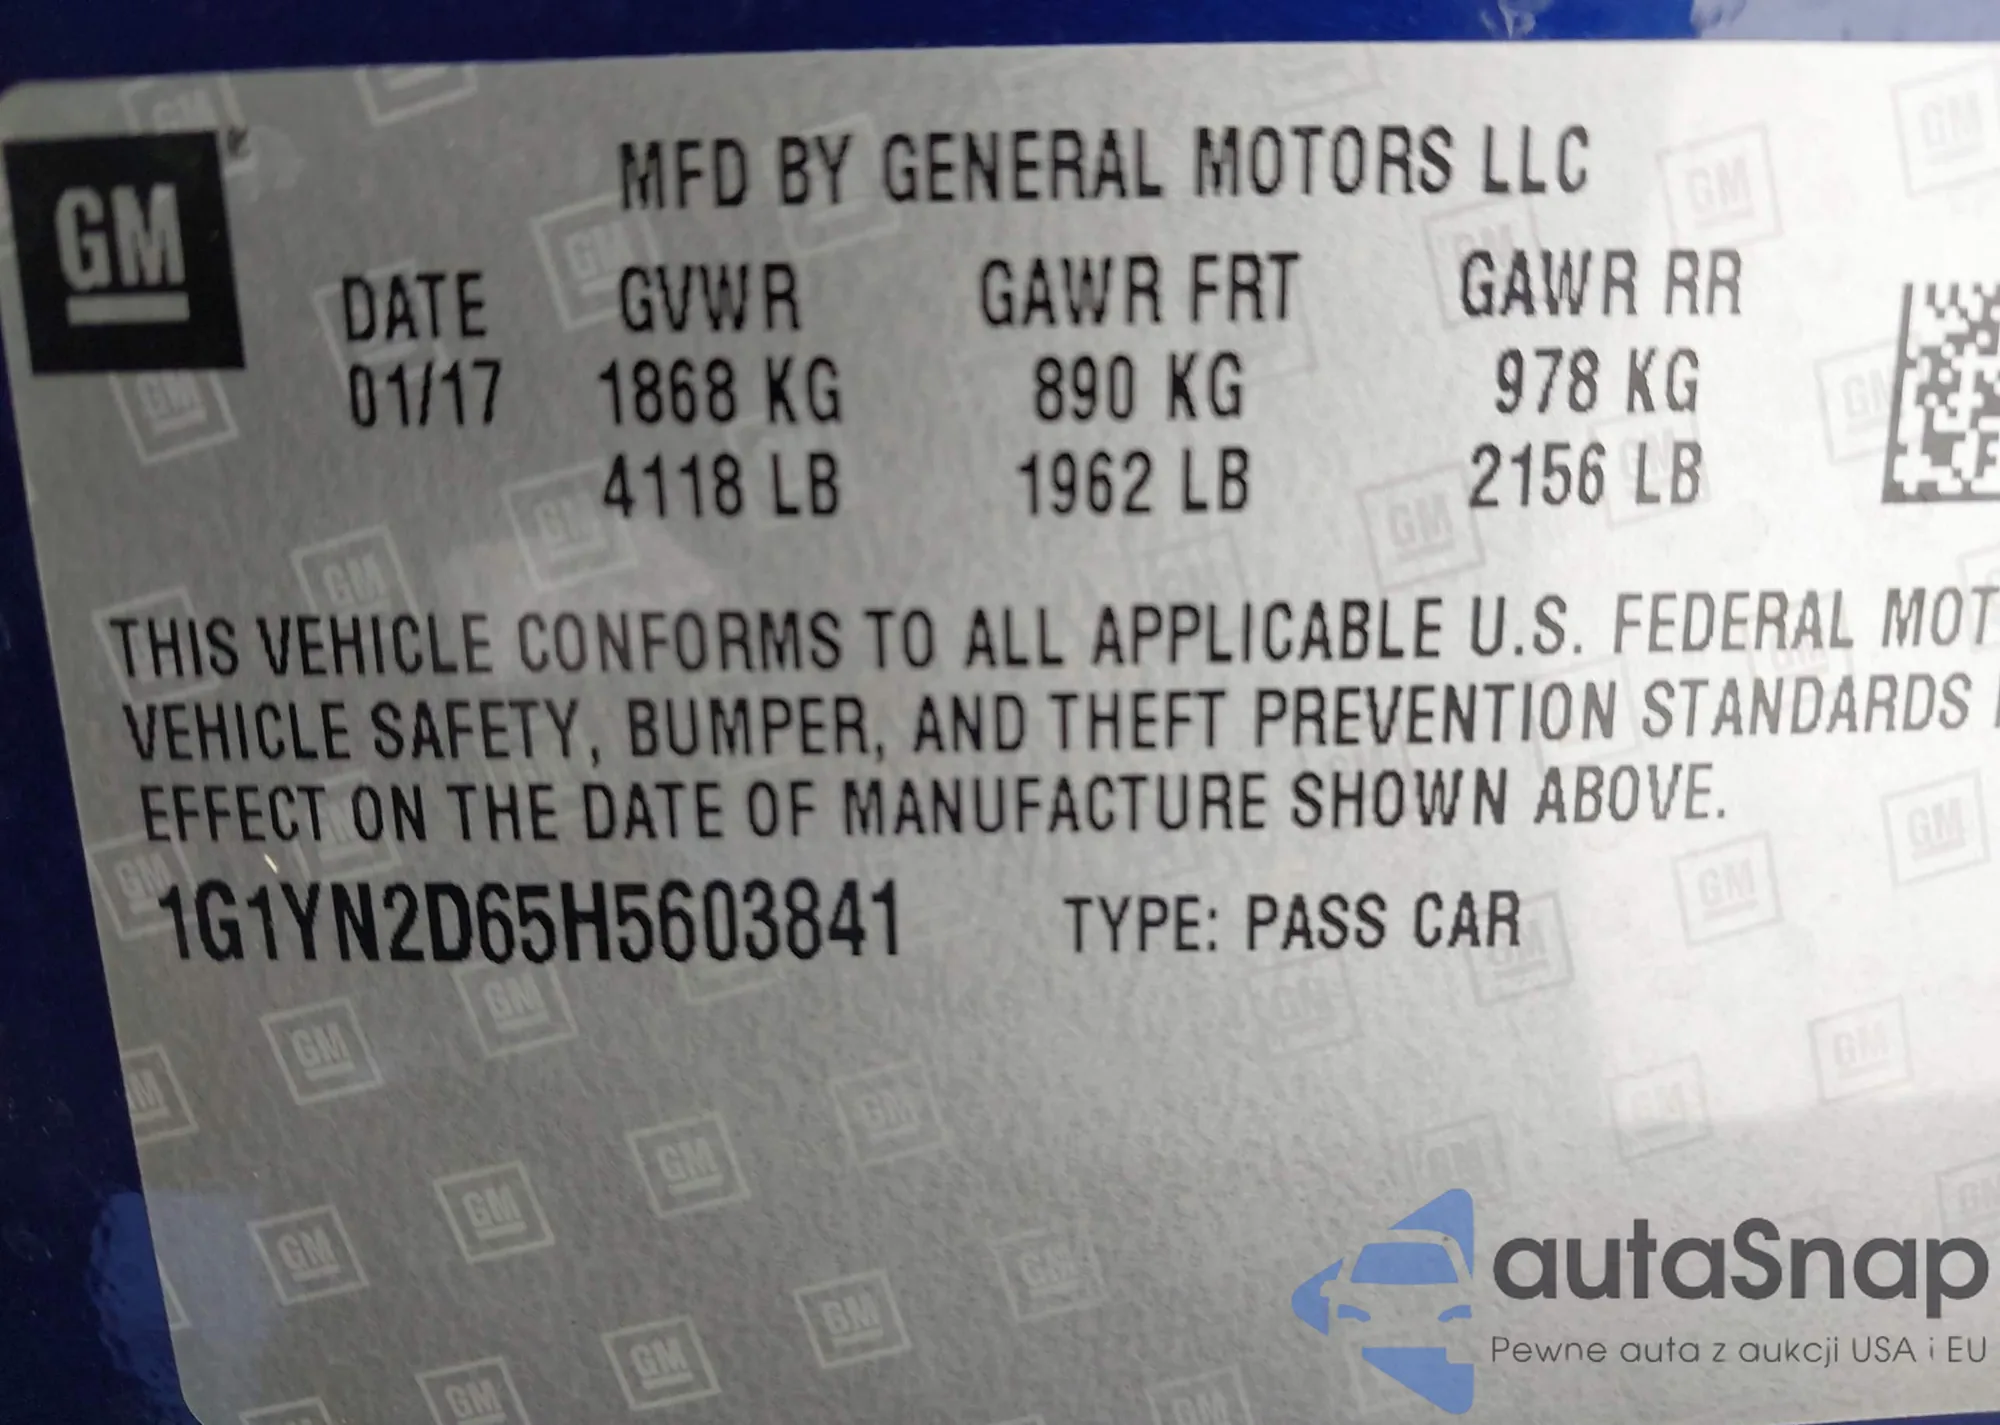 GM
MFD BY GENERAL MOTORS LLC
DATE GVWR GAWR FRT GAWR RR
01/17 1868 KG 890 KG 978 KG
4118 LB 1962 LB 2156 LB
THIS VEHICLE CONFORMS TO ALL APPLICABLE U.S. FEDERAL MOT
VEHICLE SAFETY, BUMPER, AND THEFT PREVENTION STANDARDS
EFFECT ON THE DATE OF MANUFACTURE SHOWN ABOVE.
1G1YN2D65H5603841 TYPE: PASS CAR
autaSnap
Pewne auta z aukcji USA i EU